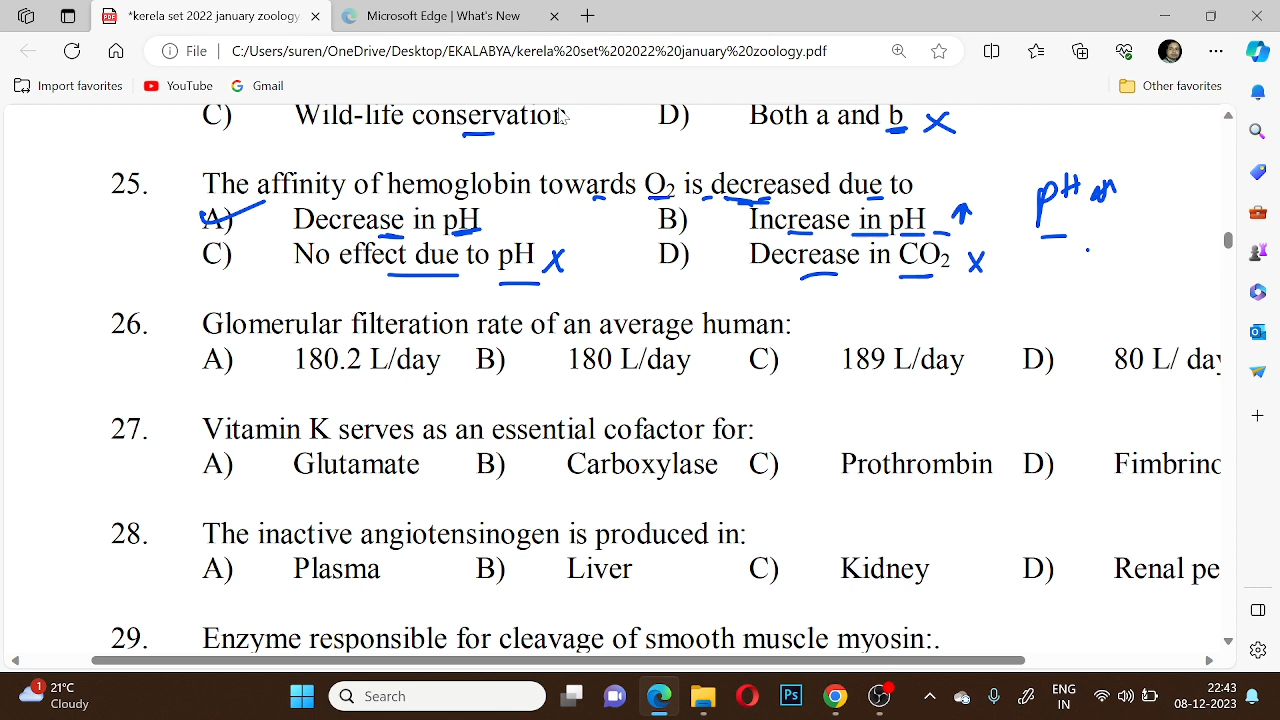 *kerela set 2022 january zoology
Microsoft Edge | What's New
File C:/Users/suren/OneDrive/Desktop/EKALABYA/kerela%20set%202022%20january%20zoology.pdf
Import favorites YouTube Gmail Other favorites
C) Wild-life conservation D) Both a and b X
25. The affinity of hemoglobin towards O₂ is decreased due to
A) Decrease in pH B) Increase in pH ↑
C) No effect due to pH X D) Decrease in CO₂ X
pH
26. Glomerular filteration rate of an average human:
A) 180.2 L/day B) 180 L/day C) 189 L/day D) 80 L/ day
27. Vitamin K serves as an essential cofactor for:
A) Glutamate B) Carboxylase C) Prothrombin D)
28. The inactive angiotensinogen is produced in:
A) Plasma B) Liver C) Kidney D) Renal pe
29. Enzyme responsible for cleavage of smooth muscle myosin:.
1 21°C
Cloudy
Search
Ps
ENG
IN
22:43
08-12-2023